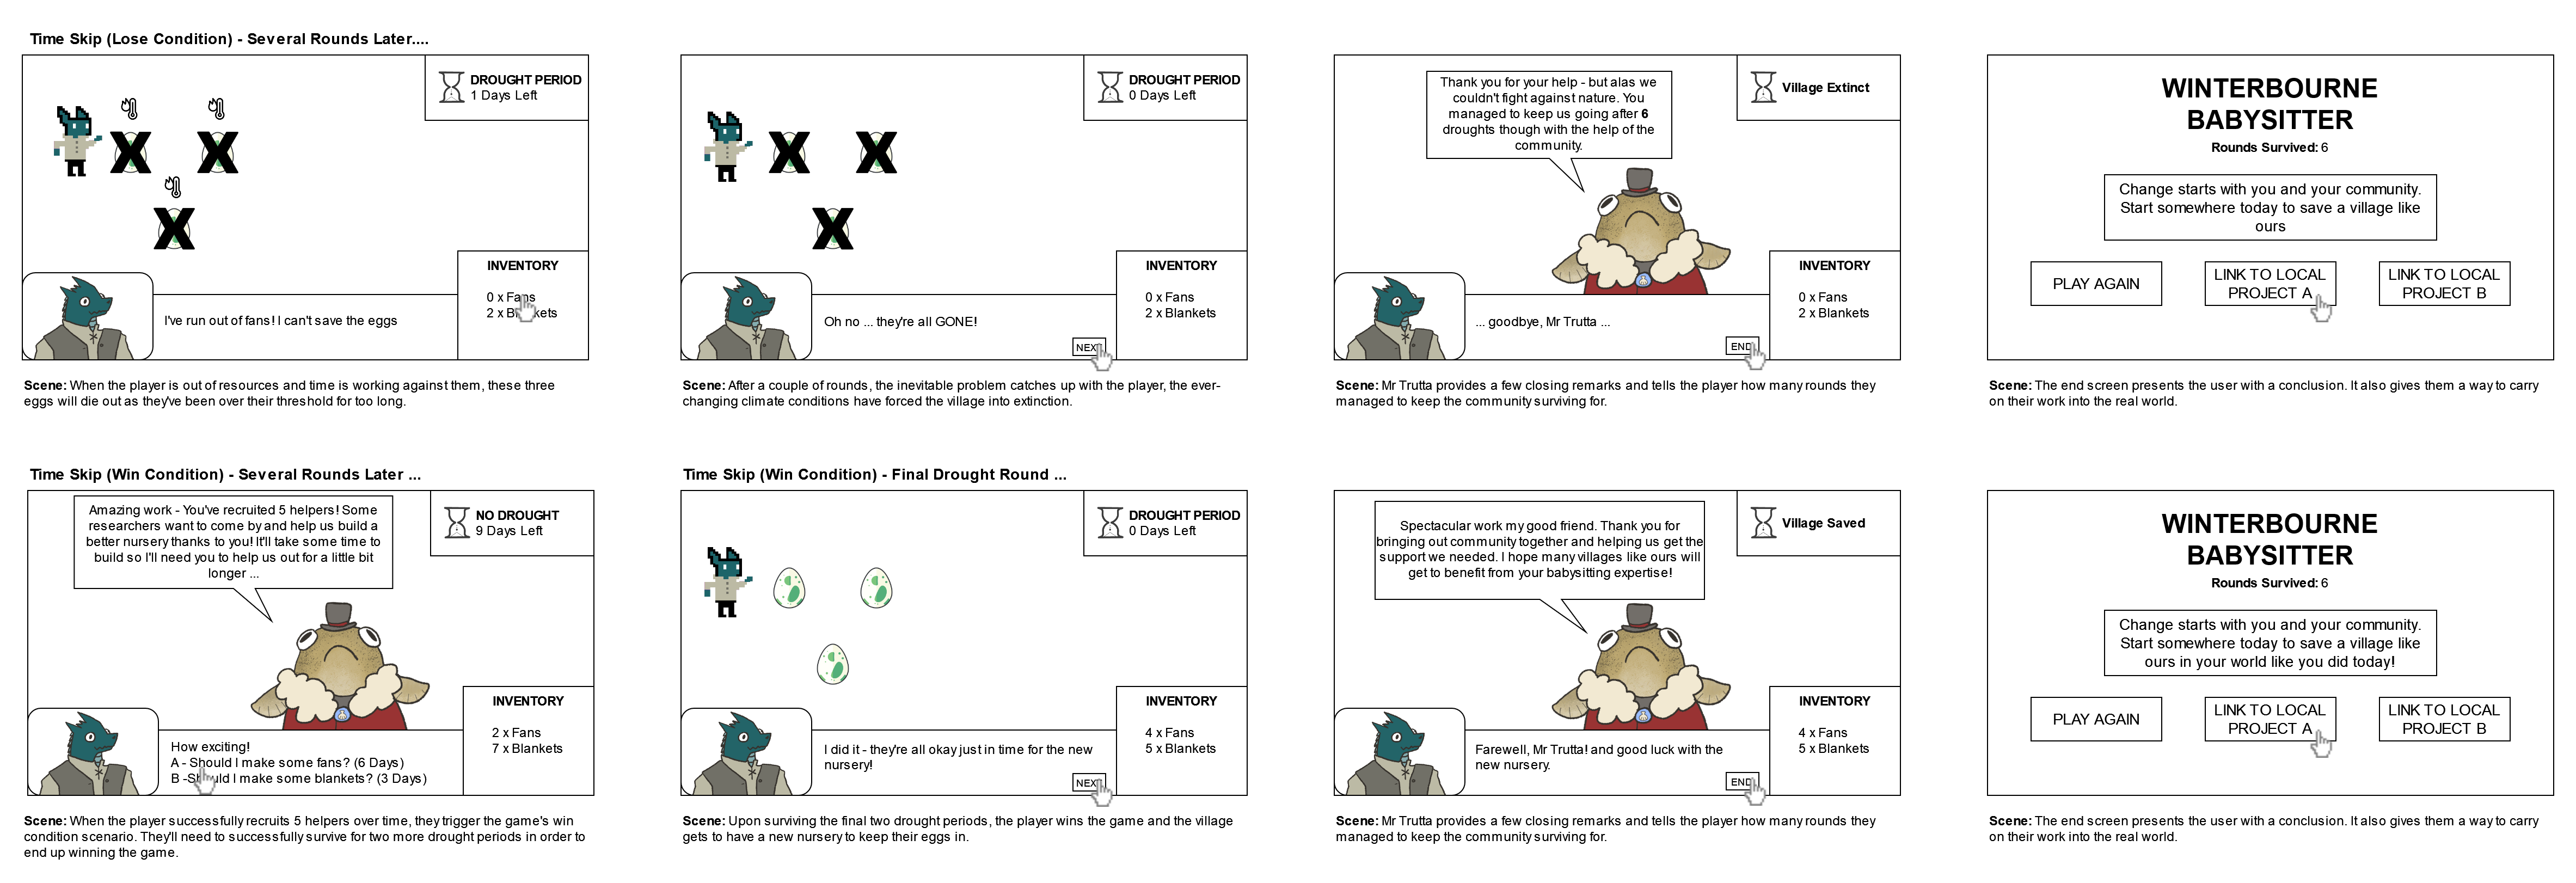 Time Skip (Lose Condition) - Several Rounds Later....
DROUGHT PERIOD
1 Days Left
INVENTORY
0 x Fans
2 x Blankets
I've run out of fans! I can't save the eggs
Scene: When the player is out of resources and time is working against them, these three
eggs will die out as they've been over their threshold for too long.
DROUGHT PERIOD
0 Days Left
INVENTORY
0 x Fans
2 x Blankets
Oh no ... they're all GONE!
NEXT
Scene: After a couple of rounds, the inevitable problem catches up with the player, the ever-
changing climate conditions have forced the village into extinction.
Thank you for your help - but alas we
couldn't fight against nature. You
managed to keep us going after 6
droughts though with the help of the
community.
Village Extinct
INVENTORY
0 x Fans
2 x Blankets
... goodbye, Mr Trutta ...
END
Scene: Mr Trutta provides a few closing remarks and tells the player how many rounds they
managed to keep the community surviving for.
WINTERBOURNE
BABYSITTER
Rounds Survived: 6
Change starts with you and your community.
Start somewhere today to save a village like
ours
PLAY AGAIN
LINK TO LOCAL
PROJECT A
LINK TO LOCAL
PROJECT B
Scene: The end screen presents the user with a conclusion. It also gives them a way to carry
on their work into the real world.
Time Skip (Win Condition) - Several Rounds Later ...
Amazing work - You've recruited 5 helpers! Some
researchers want to come by and help us build a
better nursery thanks to you! It'll take some time to
build so I'll need you to help us out for a little bit
longer ...
NO DROUGHT
9 Days Left
INVENTORY
2 x Fans
7 x Blankets
How exciting!
A - Should I make some fans? (6 Days)
B -Should I make some blankets? (3 Days)
Scene: When the player successfully recruits 5 helpers over time, they trigger the game's win
condition scenario. They'll need to successfully survive for two more drought periods in order to
end up winning the game.
Time Skip (Win Condition) - Final Drought Round ...
DROUGHT PERIOD
0 Days Left
INVENTORY
4 x Fans
5 x Blankets
I did it - they're all okay just in time for the new
nursery!
NEXT
Scene: Upon surviving the final two drought periods, the player wins the game and the village
gets to have a new nursery to keep their eggs in.
Spectacular work my good friend. Thank you for
bringing out community together and helping us get the
support we needed. I hope many villages like ours will
get to benefit from your babysitting expertise!
Village Saved
INVENTORY
4 x Fans
5 x Blankets
Farewell, Mr Trutta! and good luck with the
new nursery.
END
Scene: Mr Trutta provides a few closing remarks and tells the player how many rounds they
managed to keep the community surviving for.
WINTERBOURNE
BABYSITTER
Rounds Survived: 6
Change starts with you and your community.
Start somewhere today to save a village like
ours in your world like you did today!
PLAY AGAIN
LINK TO LOCAL
PROJECT A
LINK TO LOCAL
PROJECT B
Scene: The end screen presents the user with a conclusion. It also gives them a way to carry
on their work into the real world.